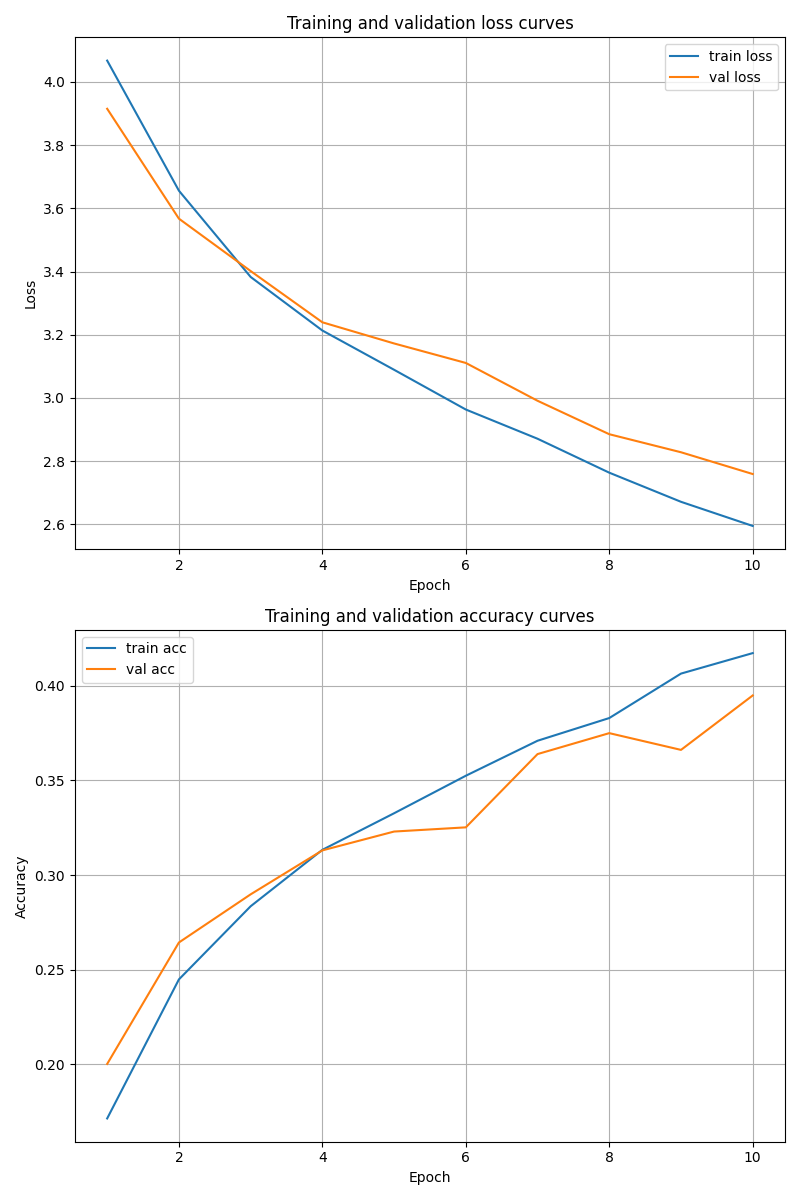 Training and validation loss curves
train loss
val loss
4.0
3.8
3.6
3.4
3.2
3.0
2.8
2.6
Loss
2 4 6 8 10
Epoch
Training and validation accuracy curves
train acc
val acc
0.40
0.35
0.30
0.25
0.20
Accuracy
2 4 6 8 10
Epoch